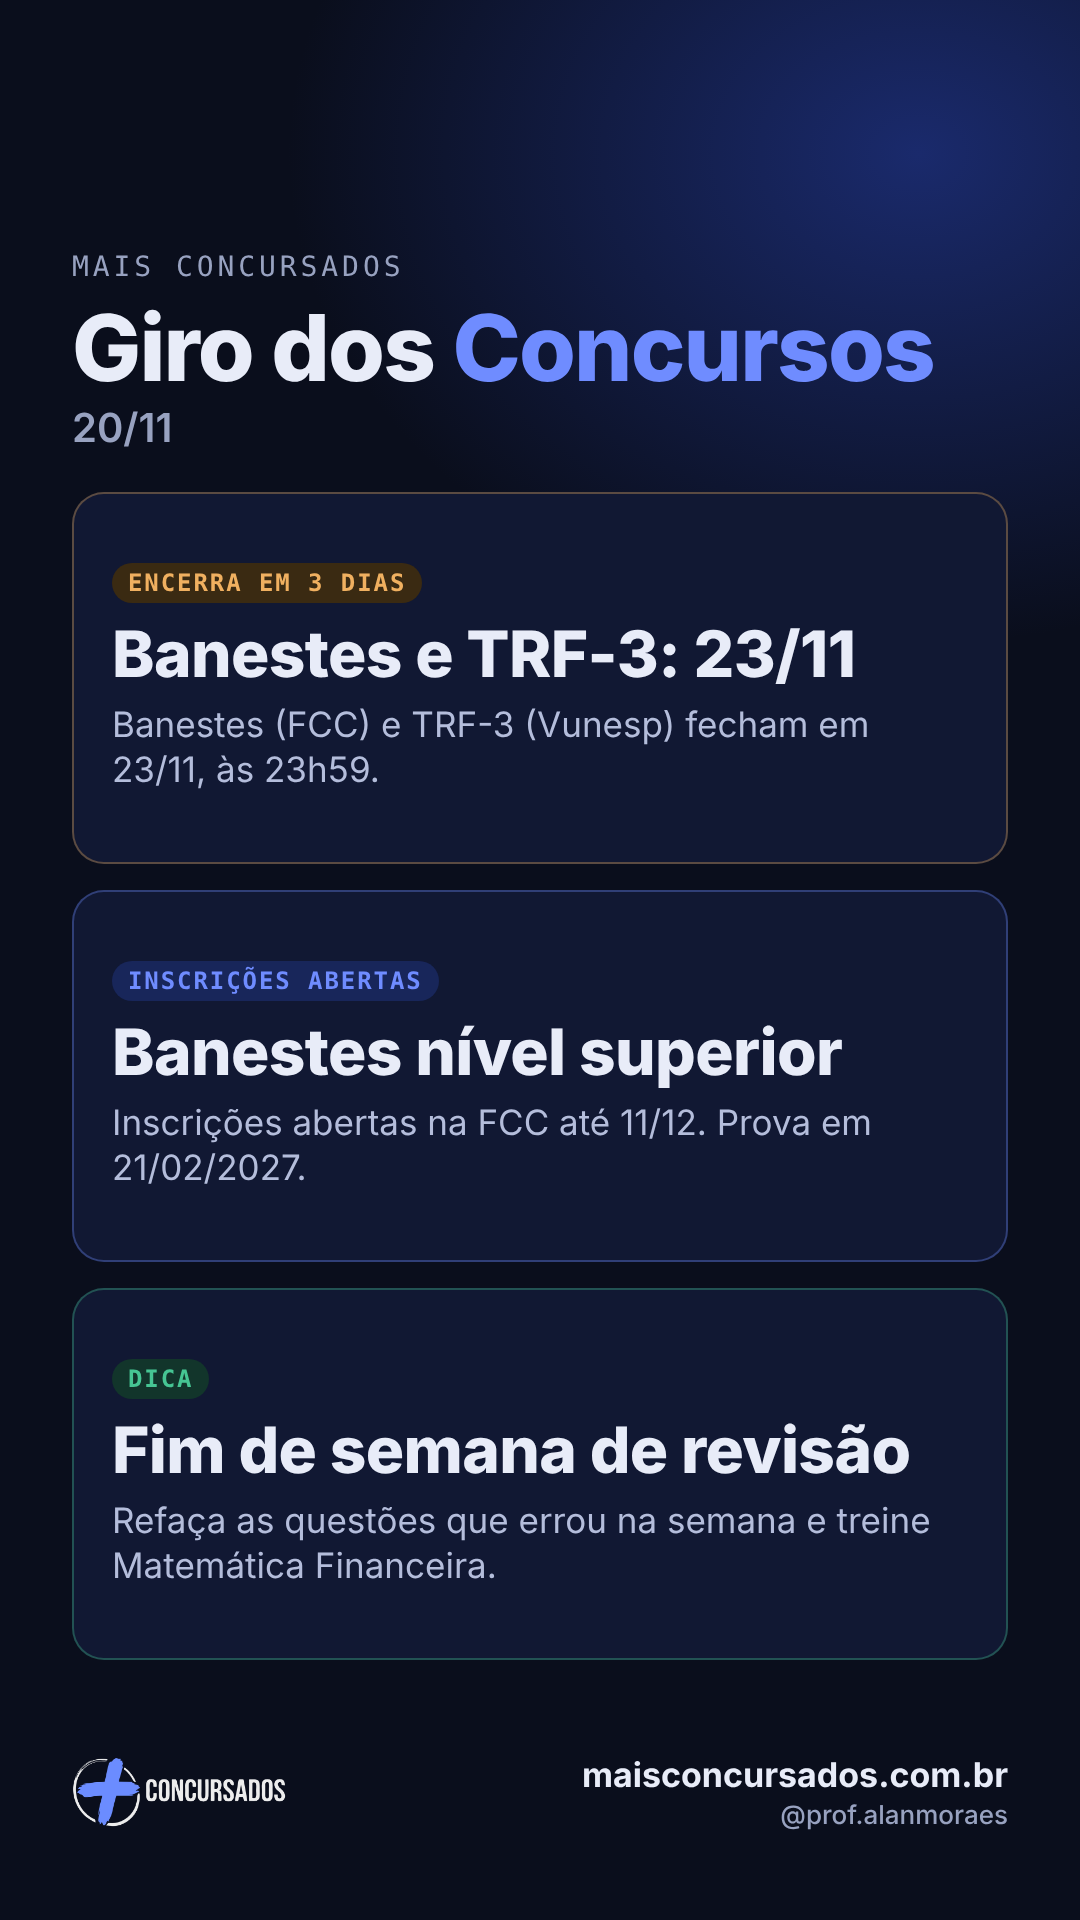 MAIS CONCURSADOS
Giro dos Concursos
20/11
ENCERRA EM 3 DIAS
Banestes e TRF-3: 23/11
Banestes (FCC) e TRF-3 (Vunesp) fecham em
23/11, às 23h59.
INSCRIÇÕES ABERTAS
Banestes nível superior
Inscrições abertas na FCC até 11/12. Prova em
21/02/2027.
DICA
Fim de semana de revisão
Refaça as questões que errou na semana e treine
Matemática Financeira.
CONCURSADOS
maisconcursados.com.br
@prof.alanmoraes